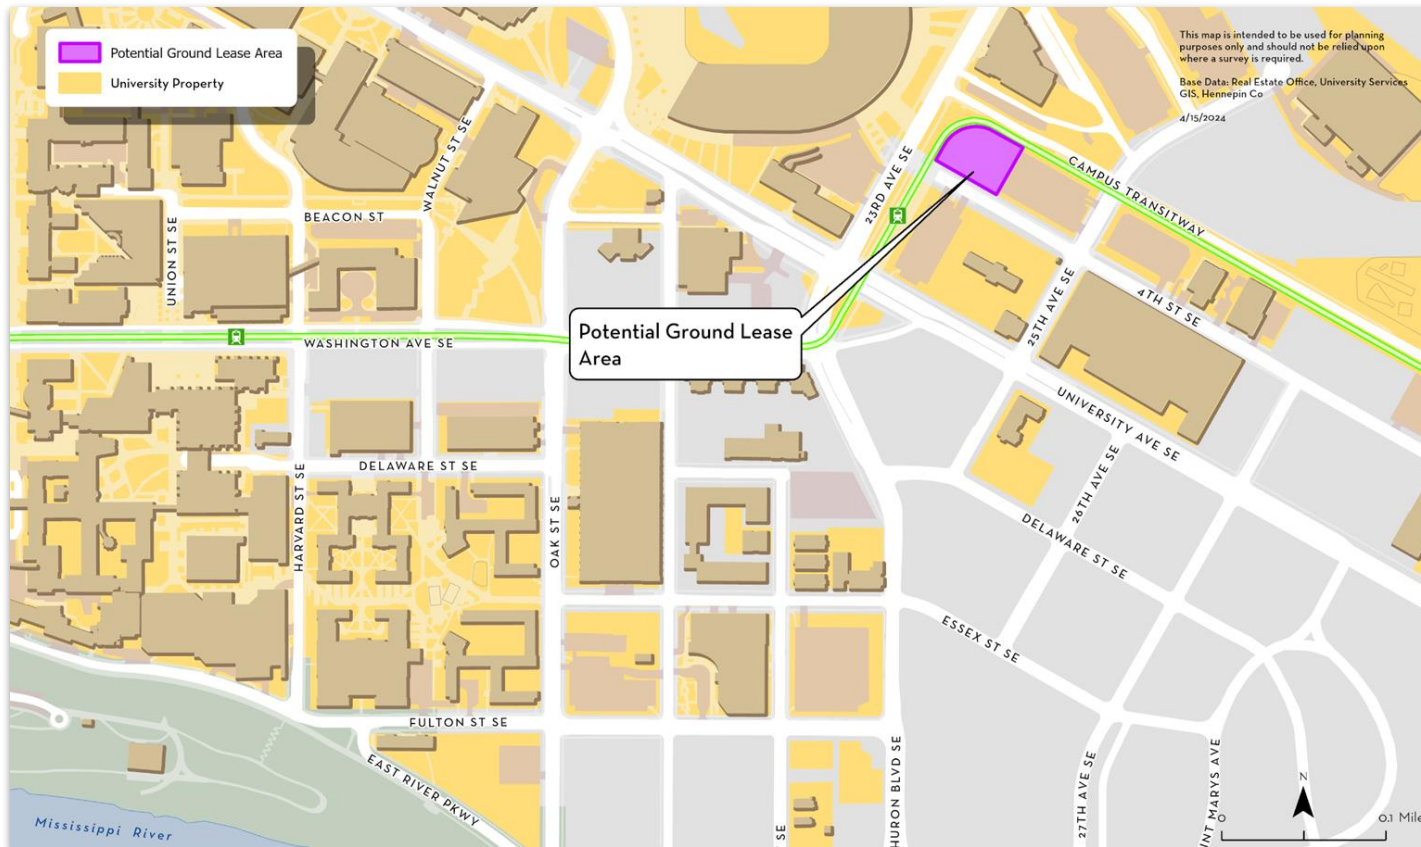 Potential Ground Lease Area
University Property
This map is intended to be used for planning
purposes only and should not be relied upon
where a survey is required.
Base Data: Real Estate Office, University Services
GIS, Hennepin Co
4/15/2024
WALNUT ST SE
23RD AVE SE
CAMPUS TRANSITWAY
BEACON ST
UNION ST SE
25TH AVE SE
4TH ST SE
Potential Ground Lease
Area
WASHINGTON AVE SE
UNIVERSITY AVE SE
DELAWARE ST SE
HARVARD ST SE
OAK ST SE
26TH AVE SE
DELAWARE ST SE
ESSEX ST SE
FULTON ST SE
EAST RIVER PKWY
SE
HURON BLVD SE
27TH AVE SE
INT MARYS AVE
N
0
0.1 Mile
Mississippi River